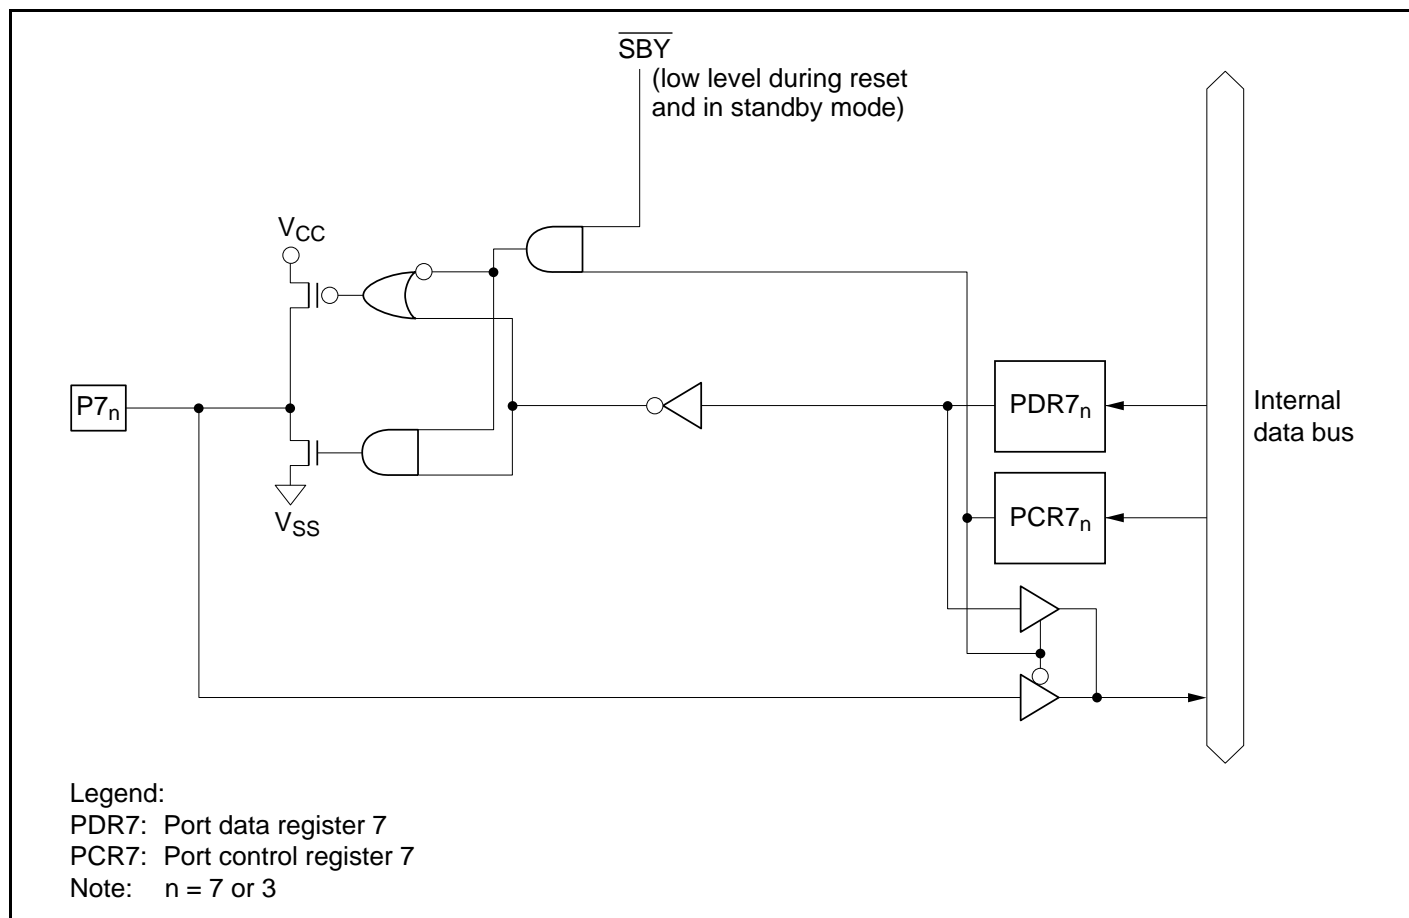 SBY
(low level during reset
and in standby mode)
VCC
P7n
PDR7n
Internal
data bus
PCR7n
VSS
Legend:
PDR7: Port data register 7
PCR7: Port control register 7
Note: n = 7 or 3